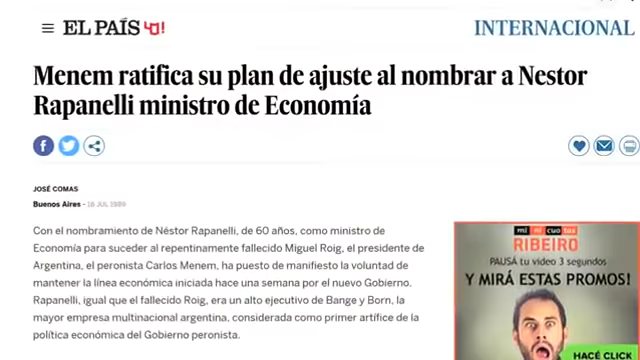 EL PAÍS
INTERNACIONAL
Menem ratifica su plan de ajuste al nombrar a Nestor
Rapanelli ministro de Economía
JOSÉ COMAS
Buenos Aires - 16 JUL 1989
Con el nombramiento de Néstor Rapanelli, de 60 años, como ministro de
Economía para suceder al repentinamente fallecido Miguel Roig, el presidente de
Argentina, el peronista Carlos Menem, ha puesto de manifiesto la voluntad de
mantener la línea económica iniciada hace una semana por el nuevo Gobierno.
Rapanelli, igual que el fallecido Roig, era un alto ejecutivo de Bange y Born, la
mayor empresa multinacional argentina, considerada como primer artífice de la
política económica del Gobierno peronista.
mi mi cuo tas
RIBEIRO
PAUSÁ tu video 3 segundos
Y MIRÁ ESTAS PROMOS!
HACÉ CLICK